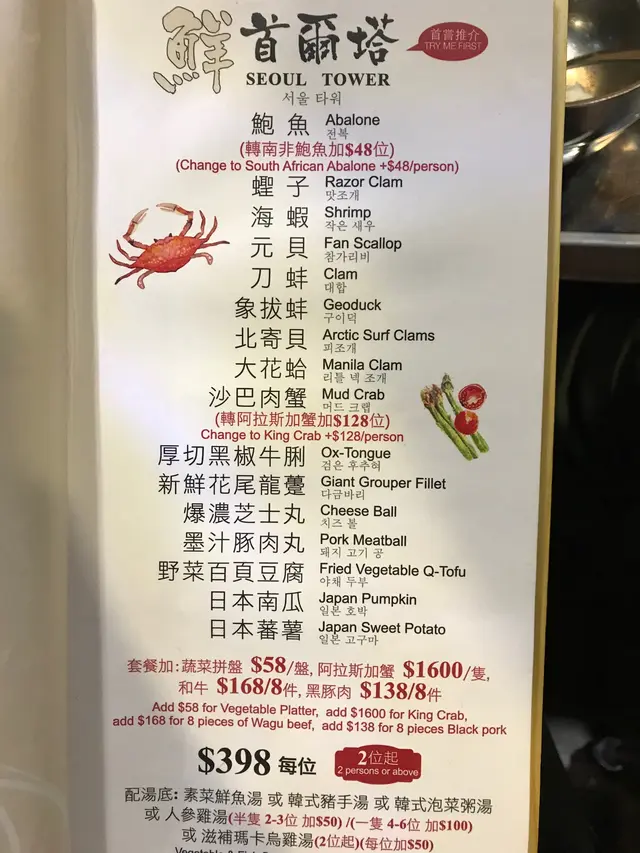 鮮 首爾塔
首嘗推介
TRY ME FIRST
SEOUL TOWER
서울 타워
鮑魚 Abalone
전복
(轉南非鮑魚加$48位)
(Change to South African Abalone +$48/person)
蟶子 Razor Clam
맛조개
海蝦 Shrimp
작은 새우
元貝 Fan Scallop
참가리비
刀蚌 Clam
대합
象拔蚌 Geoduck
구이덕
北寄貝 Arctic Surf Clams
피조개
大花蛤 Manila Clam
리틀 넥 조개
沙巴肉蟹 Mud Crab
머드 크랩
(轉阿拉斯加蟹加$128位)
Change to King Crab +$128/person
厚切黑椒牛脷 Ox-Tongue
검은 후추혀
新鮮花尾龍躉 Giant Grouper Fillet
다금바리
爆濃芝士丸 Cheese Ball
치즈 볼
墨汁豚肉丸 Pork Meatball
돼지 고기 공
野菜百頁豆腐 Fried Vegetable Q-Tofu
야채 두부
日本南瓜 Japan Pumpkin
일본 호박
日本蕃薯 Japan Sweet Potato
일본 고구마
套餐加:蔬菜拼盤 $58/盤, 阿拉斯加蟹 $1600/隻,
和牛 $168/8件, 黑豚肉 $138/8件
Add $58 for Vegetable Platter, add $1600 for King Crab,
add $168 for 8 pieces of Wagu beef, add $138 for 8 pieces Black pork
$398 每位
2位起
2 persons or above
配湯底: 素菜鮮魚湯 或 韓式豬手湯 或 韓式泡菜粥湯
或 人參雞湯(半隻 2-3位 加$50) /(一隻 4-6位 加$100)
或 滋補瑪卡烏雞湯(2位起)(每位加$50)